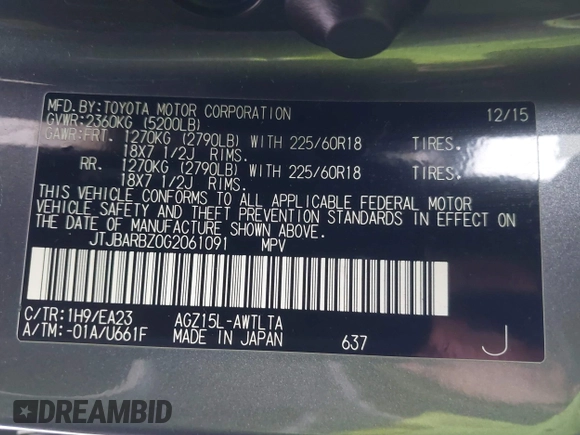 MFD.BY:TOYOTA MOTOR CORPORATION 12/15
GVWR:2360KG (5200LB)
GAWR:FRT. 1270KG (2790LB) WITH 225/60R18 TIRES.
18X7 1/2J RIMS.
RR. 1270KG (2790LB) WITH 225/60R18 TIRES.
18X7 1/2J RIMS.
THIS VEHICLE CONFORMS TO ALL APPLICABLE FEDERAL MOTOR
VEHICLE SAFETY AND THEFT PREVENTION STANDARDS IN EFFECT ON
THE DATE OF MANUFACTURE SHOWN ABOVE.
JTJBARBZ0G2061091 MPV
C/TR:1H9/EA23 AGZ15L-AWTLTA
A/TM:-01A/U661F MADE IN JAPAN 637 J
DREAMBID